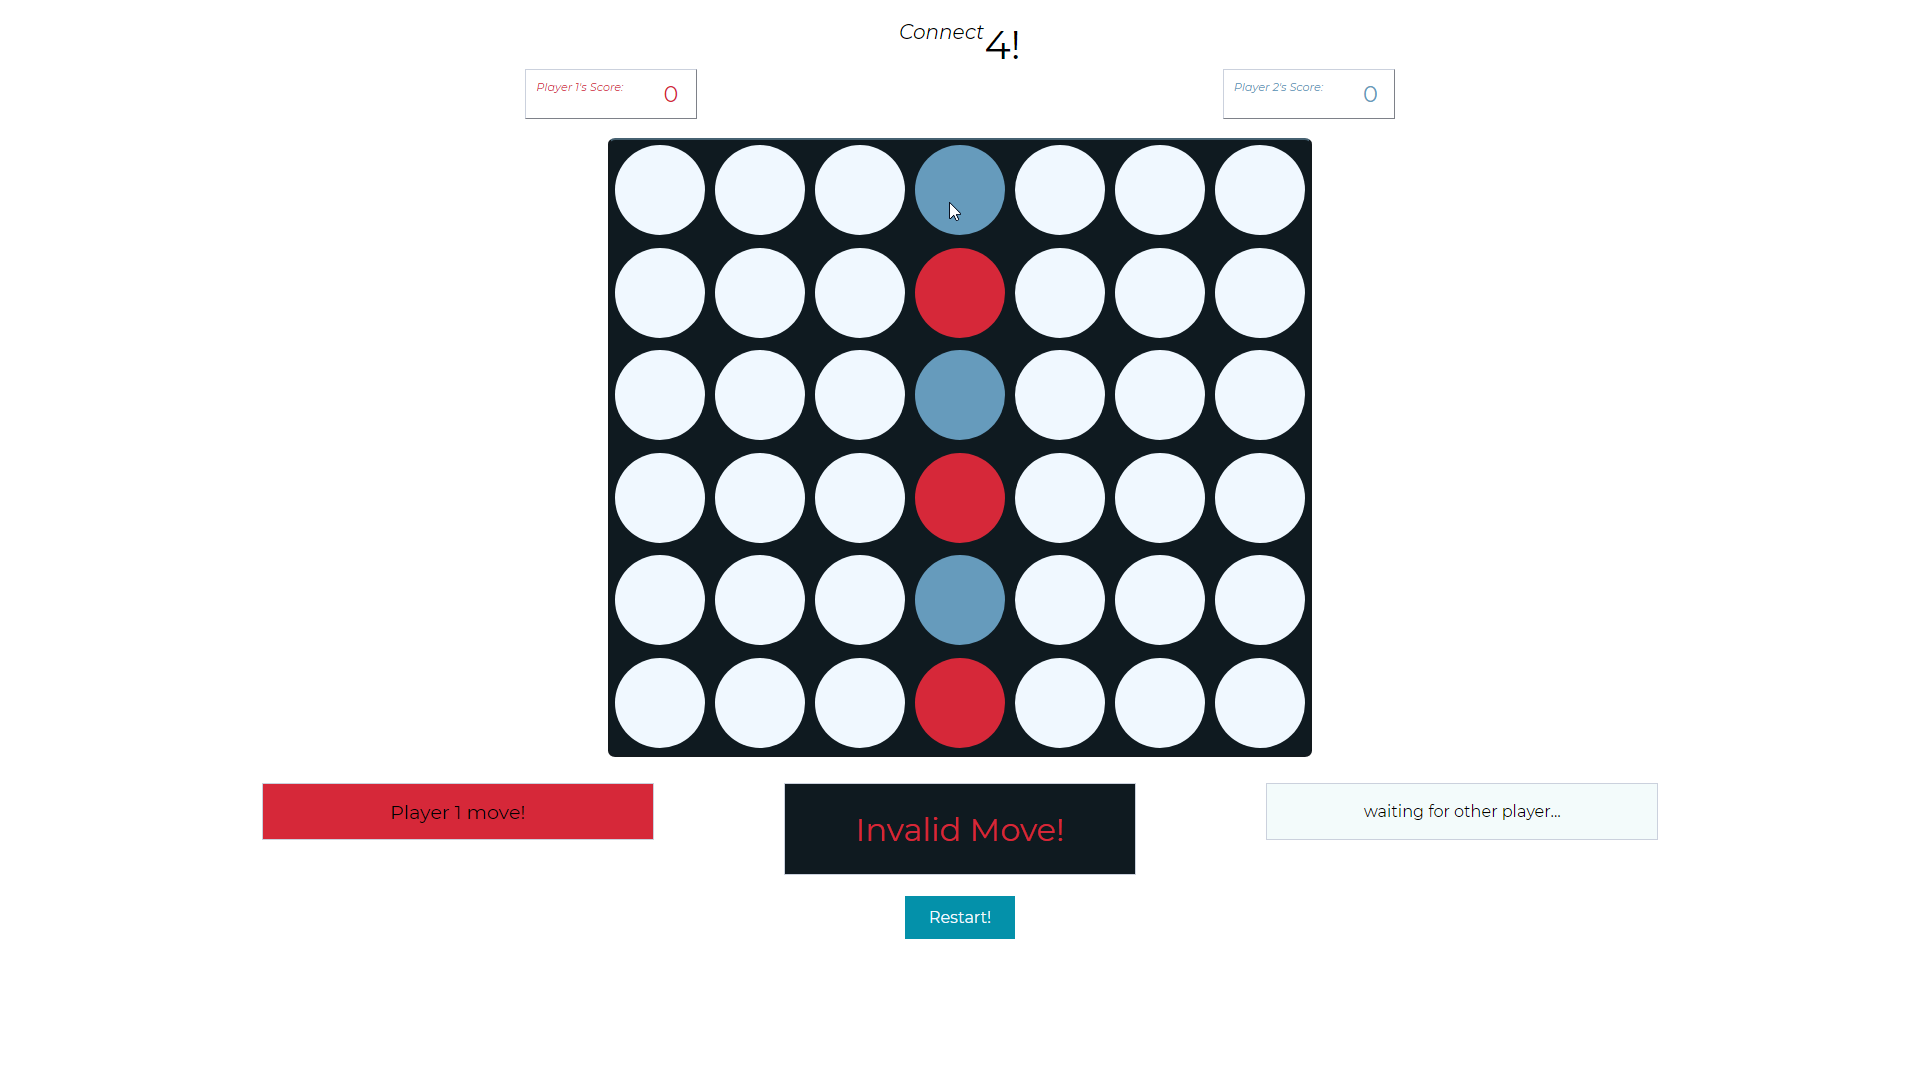 Connect 4!
Player 1's Score: 0
Player 2's Score: 0
Player 1 move!
Invalid Move!
waiting for other player...
Restart!